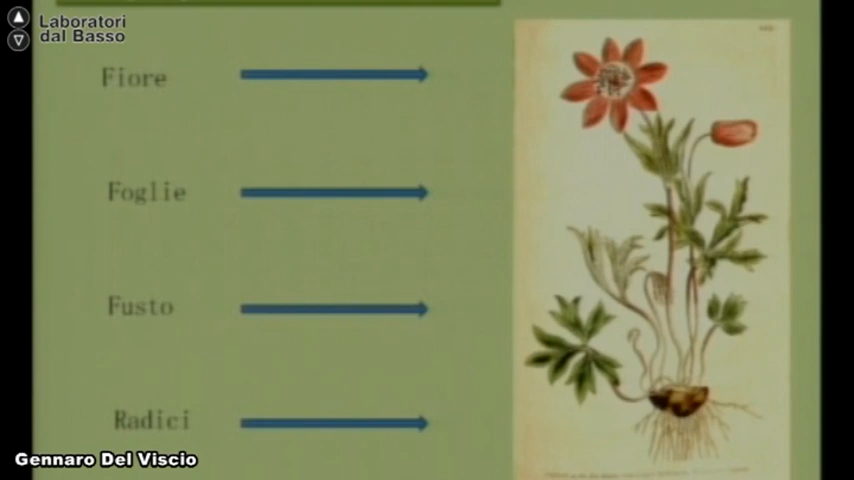 Laboratori
dal Basso
Fiore
Foglie
Fusto
Radici
Gennaro Del Viscio